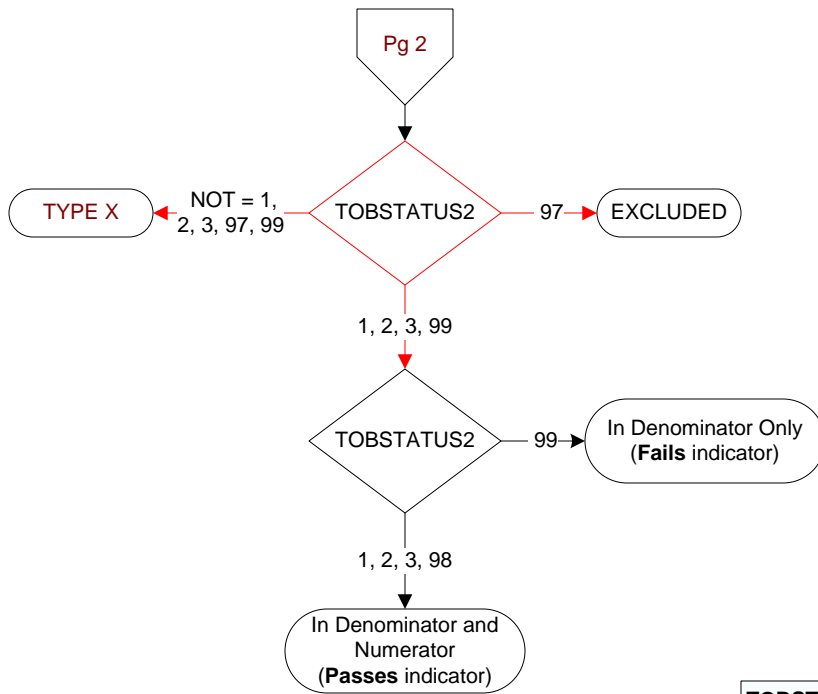 Pg 2
NOT = 1,
2, 3, 97, 99
TYPE X
TOBSTATUS2
97
EXCLUDED
1, 2, 3, 99
TOBSTATUS2
99
In Denominator Only
(Fails indicator)
1, 2, 3, 98
In Denominator and
Numerator
(Passes indicator)